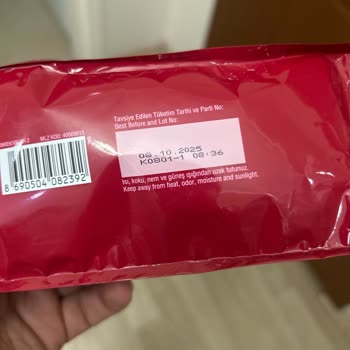 Tavsiye Edilen Tüketim Tarihi ve Parti No:
Best Before and Lot No:
08.10.2025
K0801-1 08:36
Isı, koku, nem ve güneş ışığından uzak tutunuz.
Keep away from heat, odor, moisture and sunlight.
8 690504 082392